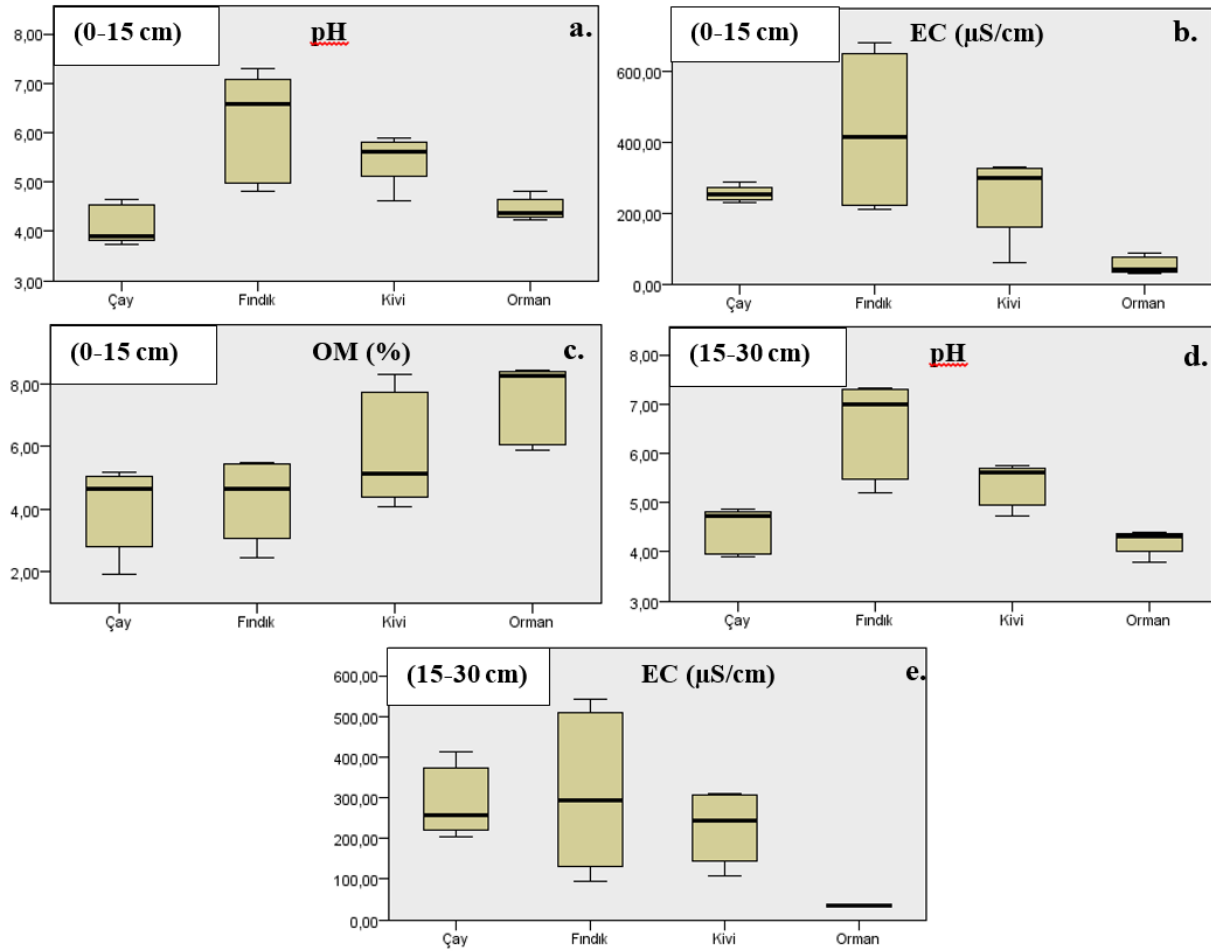 (0-15 cm) pH a.
8,00
7,00
6,00
5,00
4,00
3,00
Çay Fındık Kivi Orman
(0-15 cm) EC (µS/cm) b.
600,00
400,00
200,00
0,00
Çay Fındık Kivi Orman
(0-15 cm) OM (%) c.
8,00
6,00
4,00
2,00
Çay Fındık Kivi Orman
(15-30 cm) pH d.
8,00
7,00
6,00
5,00
4,00
3,00
Çay Fındık Kivi Orman
(15-30 cm) EC (µS/cm) e.
600,00
500,00
400,00
300,00
200,00
100,00
0,00
Çay Fındık Kivi Orman